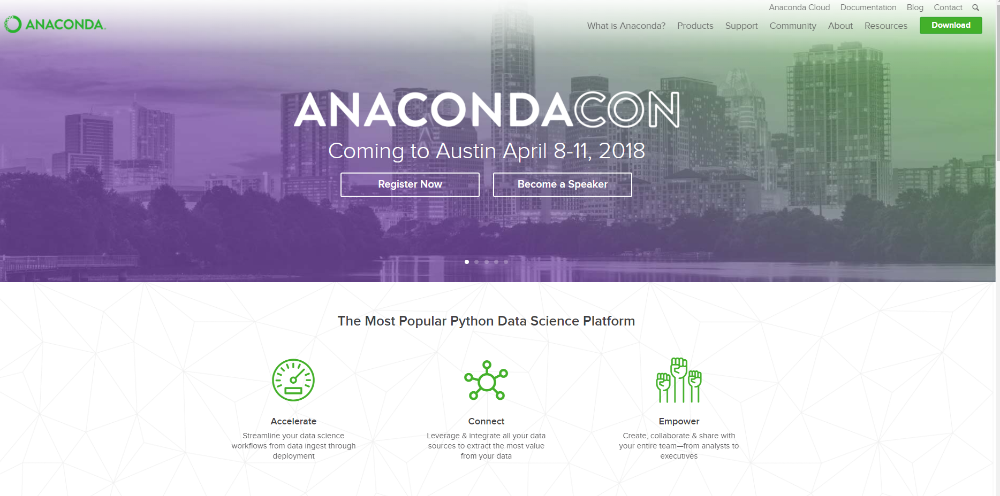 Anaconda Cloud Documentation Blog Contact
ANACONDA.
What is Anaconda? Products Support Community About Resources Download
ANACONDACON
Coming to Austin April 8-11, 2018
Register Now
Become a Speaker
The Most Popular Python Data Science Platform
Accelerate
Streamline your data science
workflows from data ingest through
deployment
Connect
Leverage & integrate all your data
sources to extract the most value
from your data
Empower
Create, collaborate & share with
your entire team—from analysts to
executives